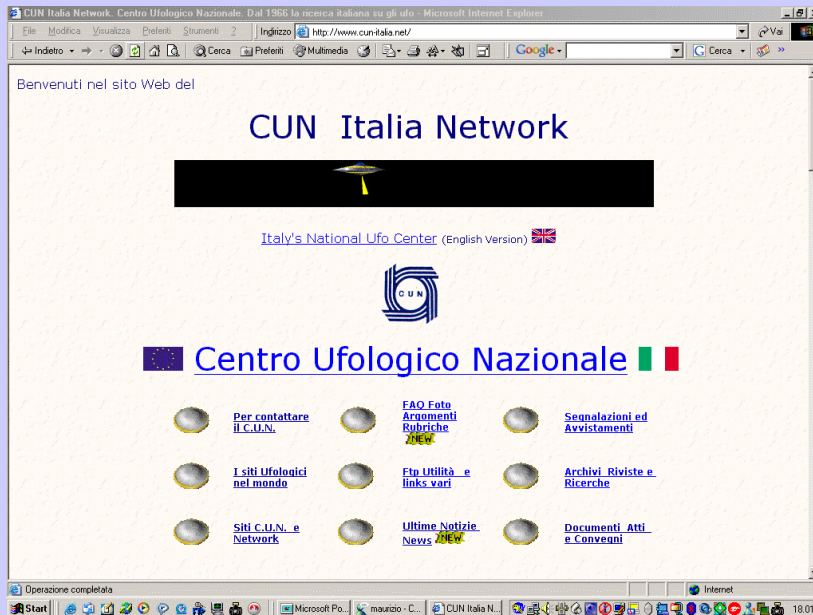 CUN Italia Network. Centro Ufologico Nazionale. Dal 1966 la ricerca italiana su gli ufo - Microsoft Internet Explorer
File Modifica Visualizza Preferiti Strumenti ? Indirizzo http://www.cun-italia.net/ Vai
Indietro Cerca Preferiti Multimedia Google Cerca »
Benvenuti nel sito Web del
CUN Italia Network
Italy's National Ufo Center (English Version)
CUN
Centro Ufologico Nazionale
Per contattare
il C.U.N.
FAQ Foto
Argomenti
Rubriche
NEW
Segnalazioni ed
Avvistamenti
I siti Ufologici
nel mondo
Ftp Utilità e
links vari
Archivi Riviste e
Ricerche
Siti C.U.N. e
Network
Ultime Notizie
News NEW
Documenti Atti
e Convegni
Operazione completata Internet
Start Microsoft Po... maurizio - C... CUN Italia N... 18.01